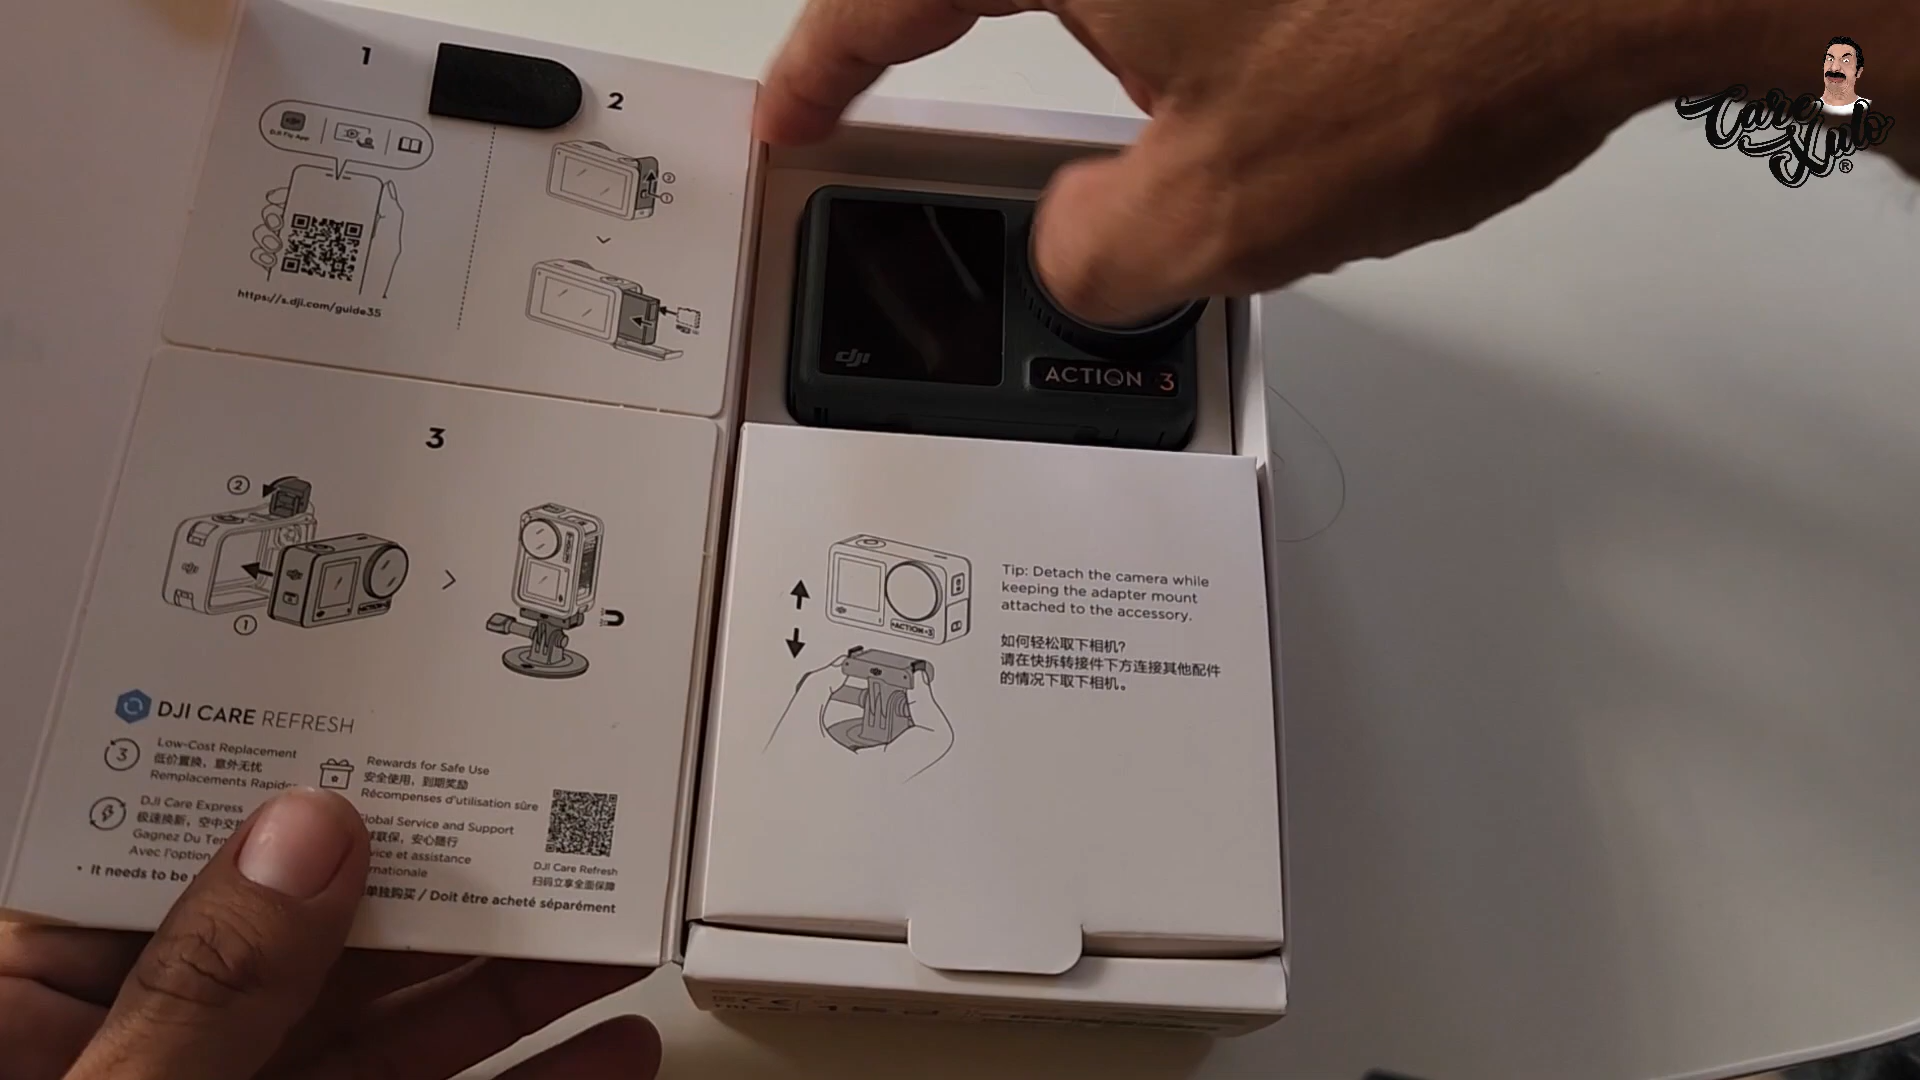 1
2
DJI Fly App
https://s.dji.com/guide35
3
②
①
DJI CARE REFRESH
3
Low-Cost Replacement
低价置换，意外无忧
Remplacements Rapides
DJI Care Express
极速换新，空中交
Gagnez Du Tem
Avec l'option
• It needs to be
Rewards for Safe Use
安全使用，到期奖励
Récompenses d'utilisation sûre
Global Service and Support
球联保，安心随行
vice et assistance
rnationale
单独购买 / Doit être acheté séparément
DJI Care Refresh
扫码立享全面保障
dji
ACTION 3
ACTION 3
Tip: Detach the camera while
keeping the adapter mount
attached to the accessory.
如何轻松取下相机?
请在快拆转接件下方连接其他配件
的情况下取下相机。
Care Xulo ®